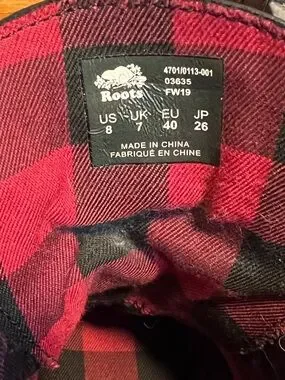 Roots
4701/0113-001
03635
FW19
US UK EU JP
8 7 40 26
MADE IN CHINA
FABRIQUÉ EN CHINE